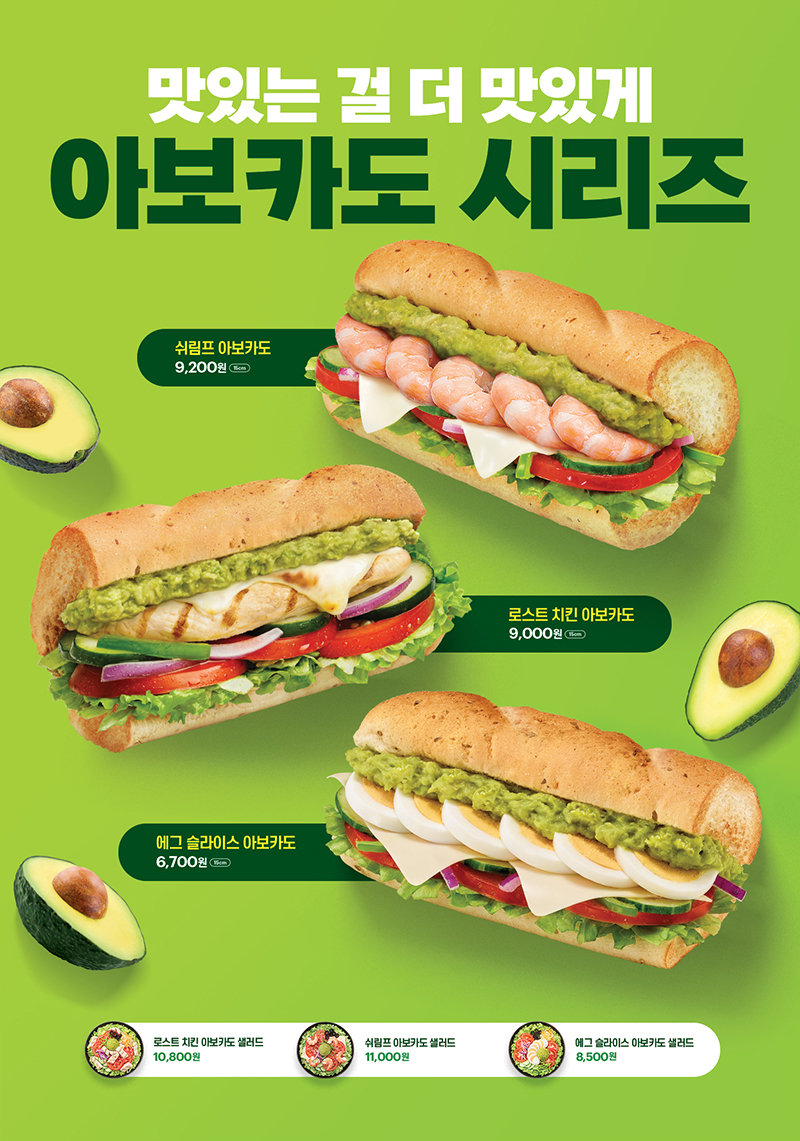 맛있는 걸 더 맛있게
아보카도 시리즈
쉬림프 아보카도
9,200원 15cm
로스트 치킨 아보카도
9,000원 15cm
에그 슬라이스 아보카도
6,700원 15cm
로스트 치킨 아보카도 샐러드
10,800원
쉬림프 아보카도 샐러드
11,000원
에그 슬라이스 아보카도 샐러드
8,500원